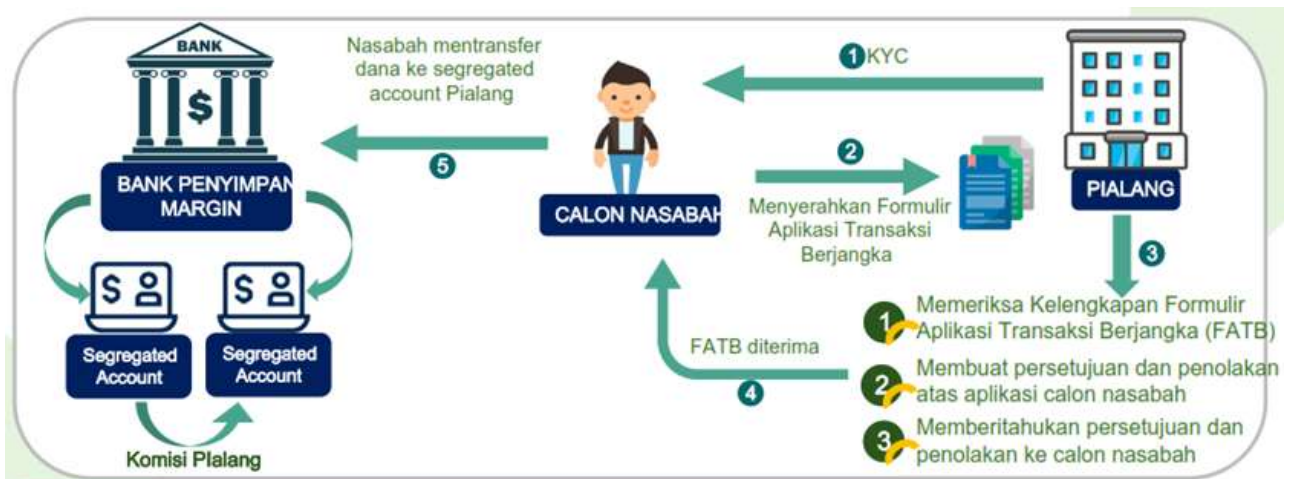 BANK
$
BANK PENYIMPAN
MARGIN
Nasabah mentransfer
dana ke segregated
account Pialang
5
CALON NASABAH
1 KYC
2
Menyerahkan Formulir
Aplikasi Transaksi
Berjangka
PIALANG
3
1 Memeriksa Kelengkapan Formulir
Aplikasi Transaksi Berjangka (FATB)
2 Membuat persetujuan dan penolakan
atas aplikasi calon nasabah
3 Memberitahukan persetujuan dan
penolakan ke calon nasabah
FATB diterima
4
$
Segregated
Account
$
Segregated
Account
Komisi PIalang